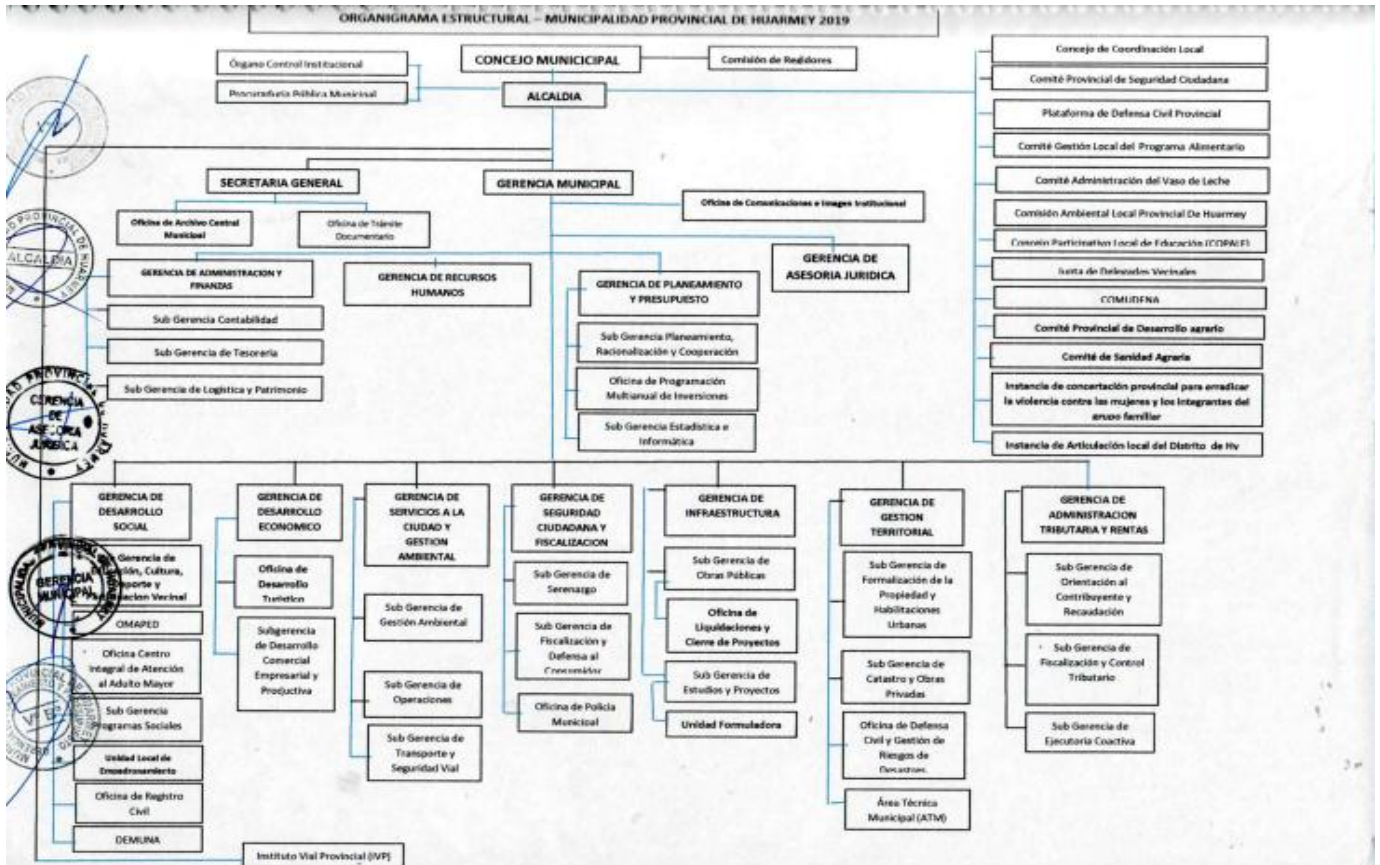 ORGANIGRAMA ESTRUCTURAL – MUNICIPALIDAD PROVINCIAL DE HUARMEY 2019
Órgano Control Institucional
CONCEJO MUNICICIPAL
Comisión de Regidores
Procuraduría Pública Municipal
ALCALDIA
Concejo de Coordinación Local
Comité Provincial de Seguridad Ciudadana
Plataforma de Defensa Civil Provincial
Comité Gestión Local del Programa Alimentario
Comité Administración del Vaso de Leche
Comisión Ambiental Local Provincial De Huarmey
Concejo Participativo Local de Educación (COPALE)
Junta de Delegados Vecinales
COMUDENA
Comité Provincial de Desarrollo agrario
Comité de Sanidad Agraria
Instancia de concertación provincial para erradicar
la violencia contra las mujeres y los integrantes del
grupo familiar
Instancia de Articulación local del Distrito de Hy
SECRETARIA GENERAL
GERENCIA MUNICIPAL
Oficina de Archivo Central
Municipal
Oficina de Trámite
Documentario
Oficina de Comunicaciones e Imagen Institucional
GERENCIA DE
ASESORIA JURIDICA
GERENCIA DE ADMINISTRACION Y
FINANZAS
Sub Gerencia Contabilidad
Sub Gerencia de Tesorería
Sub Gerencia de Logística y Patrimonio
GERENCIA DE RECURSOS
HUMANOS
GERENCIA DE PLANEAMIENTO
Y PRESUPUESTO
Sub Gerencia Planeamiento,
Racionalización y Cooperación
Oficina de Programación
Multianual de Inversiones
Sub Gerencia Estadística e
Informática
GERENCIA DE
DESARROLLO
SOCIAL
Gerencia de
Cultura,
Vecinal
OMAPED
Oficina Centro
Integral de Atención
al Adulto Mayor
Sub Gerencia
Sociales
Unidad Local de
Empadronamiento
Oficina de Registro
Civil
DEMUNA
GERENCIA DE
DESARROLLO
ECONOMICO
Oficina de
Desarrollo
Turístico
Subgerencia
de Desarrollo
Comercial
Empresarial y
Productiva
GERENCIA DE
SERVICIOS A LA
CIUDAD Y
GESTION
AMBIENTAL
Sub Gerencia de
Gestión Ambiental
Sub Gerencia de
Operaciones
Sub Gerencia de
Transporte y
Seguridad Vial
GERENCIA DE
SEGURIDAD
CIUDADANA Y
FISCALIZACION
Sub Gerencia de
Serenazgo
Sub Gerencia de
Fiscalización y
Defensa al
Consumidor
Oficina de Policía
Municipal
GERENCIA DE
INFRAESTRUCTURA
Sub Gerencia de
Obras Públicas
Oficina de
Liquidaciones y
Cierre de Proyectos
Sub Gerencia de
Estudios y Proyectos
Unidad Formuladora
GERENCIA DE
GESTION
TERRITORIAL
Sub Gerencia de
Formalización de la
Propiedad y
Habilitaciones
Urbanas
Sub Gerencia de
Catastro y Obras
Privadas
Oficina de Defensa
Civil y Gestión de
Riesgos de
Desastres
Área Técnica
Municipal (ATM)
GERENCIA DE
ADMINISTRACION
TRIBUTARIA Y RENTAS
Sub Gerencia de
Orientación al
Contribuyente y
Recaudación
Sub Gerencia de
Fiscalización y Control
Tributario
Sub Gerencia de
Ejecutoria Coactiva
Instituto Vial Provincial (IVP)
ALCALDIA
GERENCIA
DE
ASESORIA
JURIDICA
GERENCIA
MUNICIPAL
V° B°